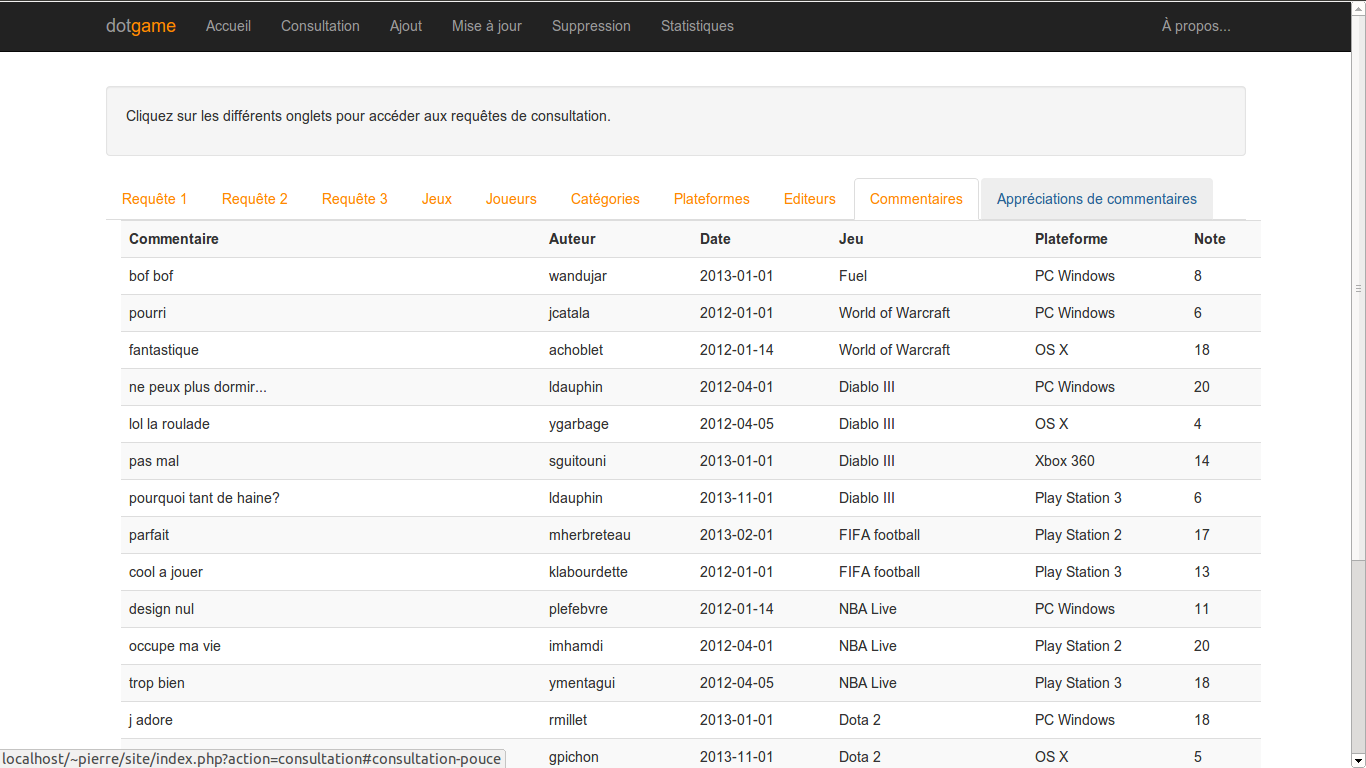 dotgame Accueil Consultation Ajout Mise à jour Suppression Statistiques À propos...
Cliquez sur les différents onglets pour accéder aux requêtes de consultation.
Requête 1 Requête 2 Requête 3 Jeux Joueurs Catégories Plateformes Editeurs Commentaires Appréciations de commentaires
Commentaire Auteur Date Jeu Plateforme Note
bof bof wandujar 2013-01-01 Fuel PC Windows 8
pourri jcatala 2012-01-01 World of Warcraft PC Windows 6
fantastique achoblet 2012-01-14 World of Warcraft OS X 18
ne peux plus dormir... ldauphin 2012-04-01 Diablo III PC Windows 20
lol la roulade ygarbage 2012-04-05 Diablo III OS X 4
pas mal sguitouni 2013-01-01 Diablo III Xbox 360 14
pourquoi tant de haine? ldauphin 2013-11-01 Diablo III Play Station 3 6
parfait mherbreteau 2013-02-01 FIFA football Play Station 2 17
cool a jouer klabourdette 2012-01-01 FIFA football Play Station 3 13
design nul plefebvre 2012-01-14 NBA Live PC Windows 11
occupe ma vie imhamdi 2012-04-01 NBA Live Play Station 2 20
trop bien ymentagui 2012-04-05 NBA Live Play Station 3 18
j adore rmillet 2013-01-01 Dota 2 PC Windows 18
gpichon 2013-11-01 Dota 2 OS X 5
localhost/~pierre/site/index.php?action=consultation#consultation-pouce